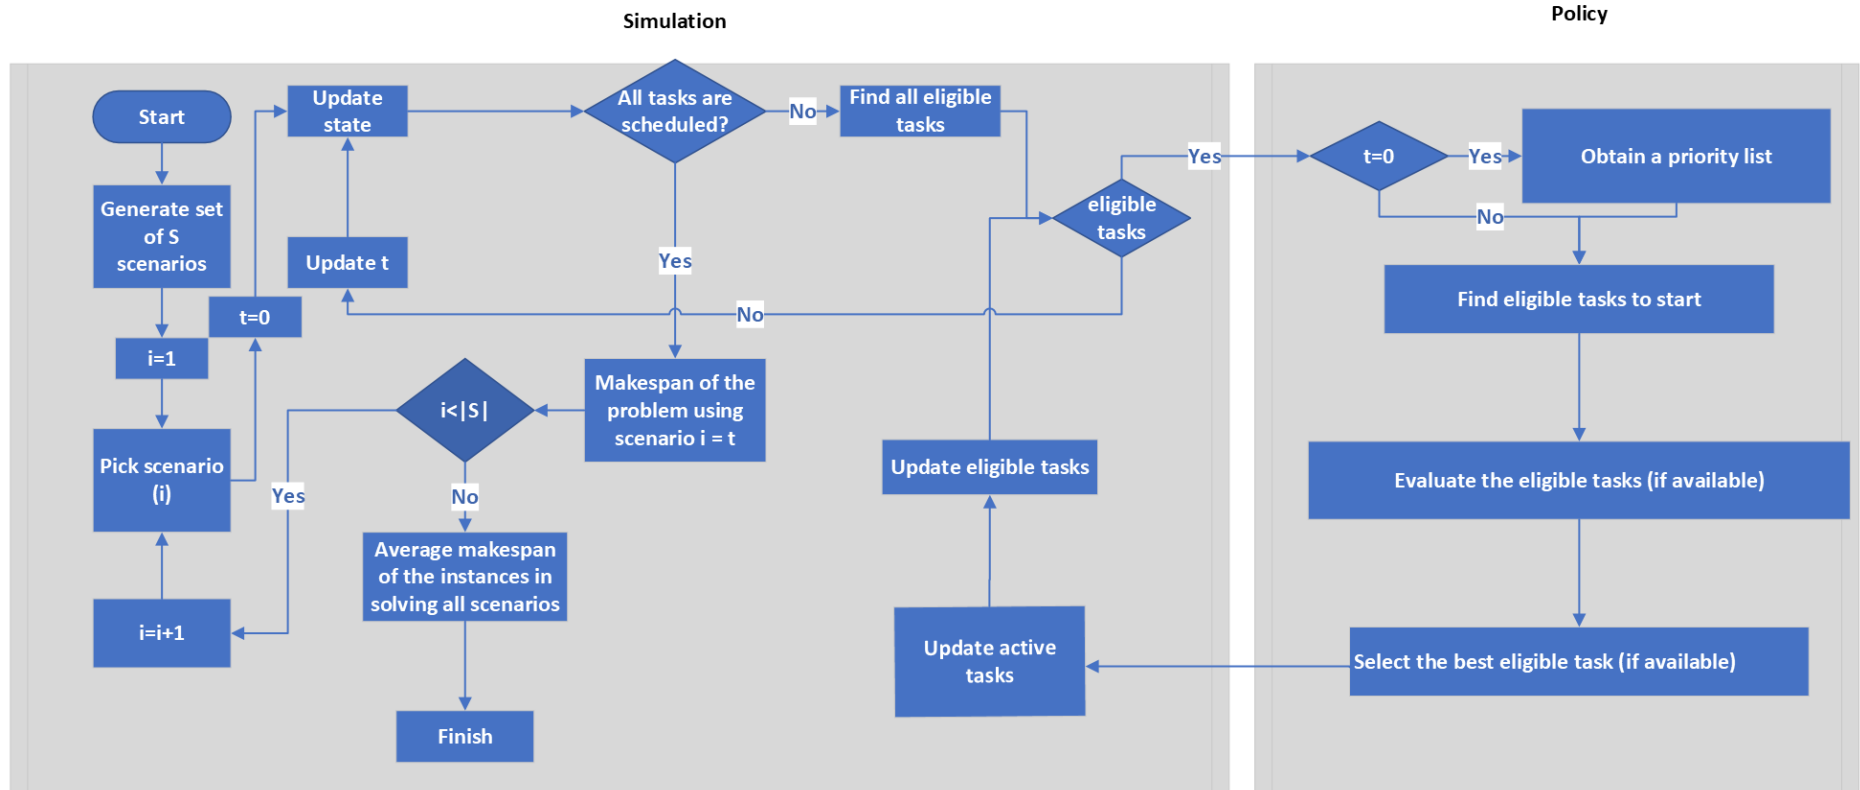 Simulation
Policy
Start
Generate set
of S
scenarios
i=1
Pick scenario
(i)
i=i+1
t=0
Update
state
Update t
All tasks are
scheduled?
No
Find all eligible
tasks
Yes
eligible
tasks
Yes
No
Makespan of the
problem using
scenario i = t
i<|S|
Yes
No
Average makespan
of the instances in
solving all scenarios
Finish
Update eligible tasks
Update active
tasks
t=0
Yes
Obtain a priority list
No
Find eligible tasks to start
Evaluate the eligible tasks (if available)
Select the best eligible task (if available)